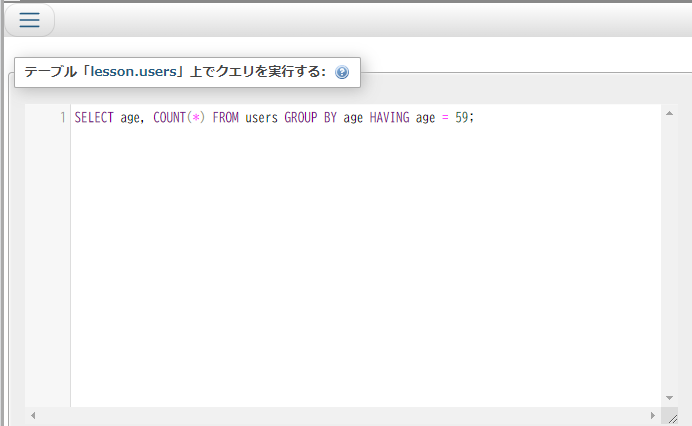 テーブル「lesson.users」上でクエリを実行する:
1 SELECT age, COUNT(*) FROM users GROUP BY age HAVING age = 59;